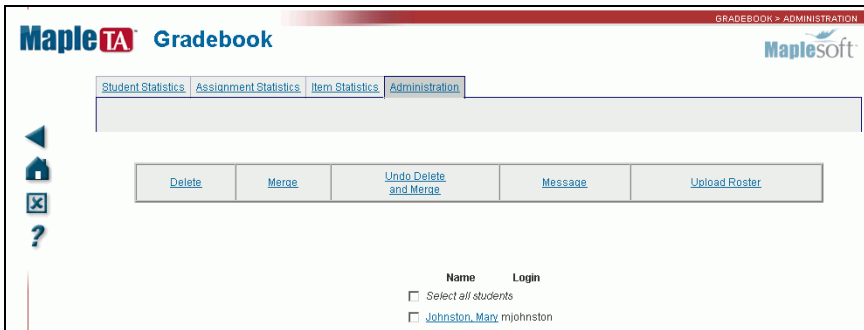 GRADEBOOK > ADMINISTRATION
Maple TA Gradebook
Maplesoft
Student Statistics Assignment Statistics Item Statistics Administration
Delete Merge Undo Delete and Merge Message Upload Roster
Name Login
Select all students
Johnston, Mary mjohnston
?